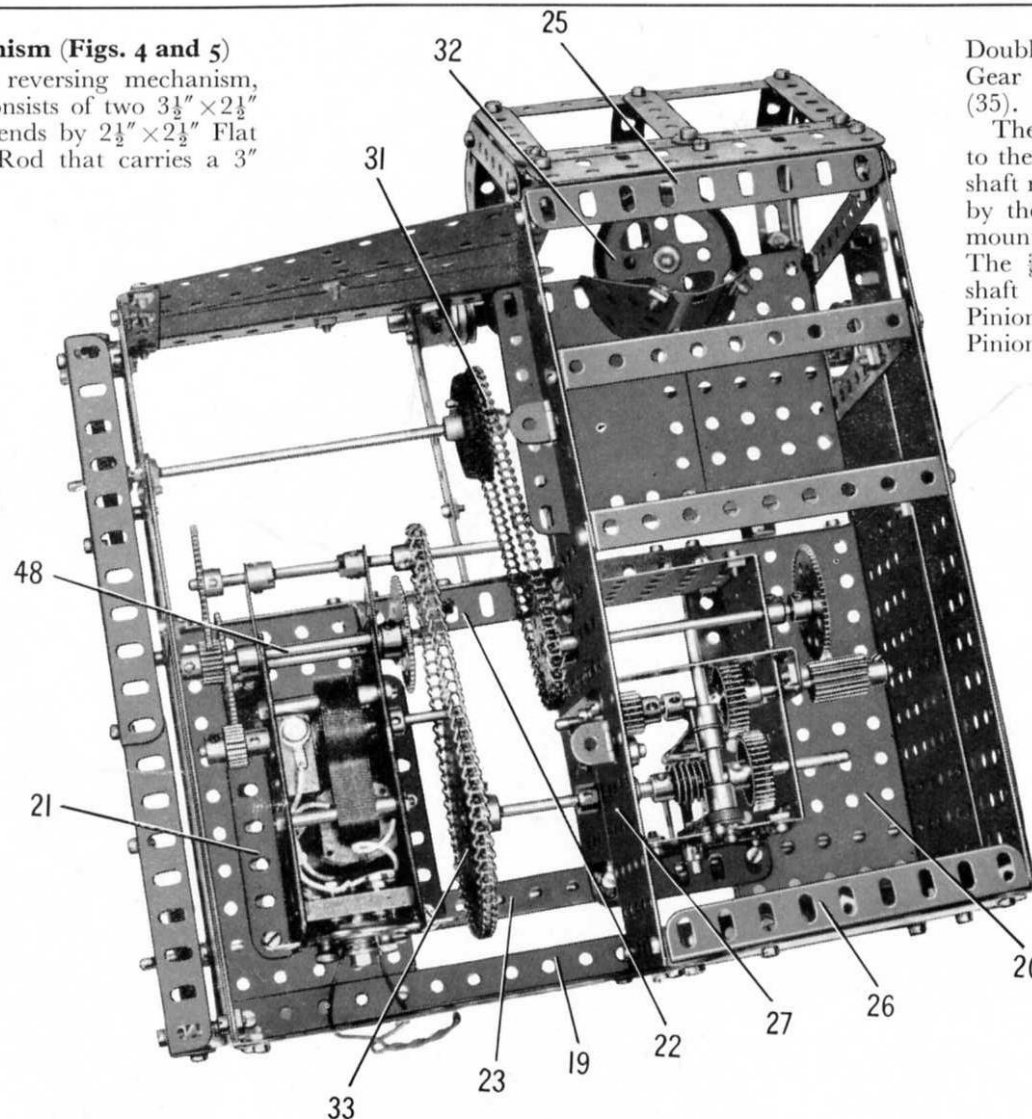 nism (Figs. 4 and 5)
reversing mechanism,
onsists of two 3½″ × 2½″
ends by 2½″ × 2½″ Flat
Rod that carries a 3″
Doubl
Gear
(35).
The
to the
shaft r
by the
moun
The
shaft
Pinion
Pinion
25
32
31
48
21
33
23
19
22
27
26
20